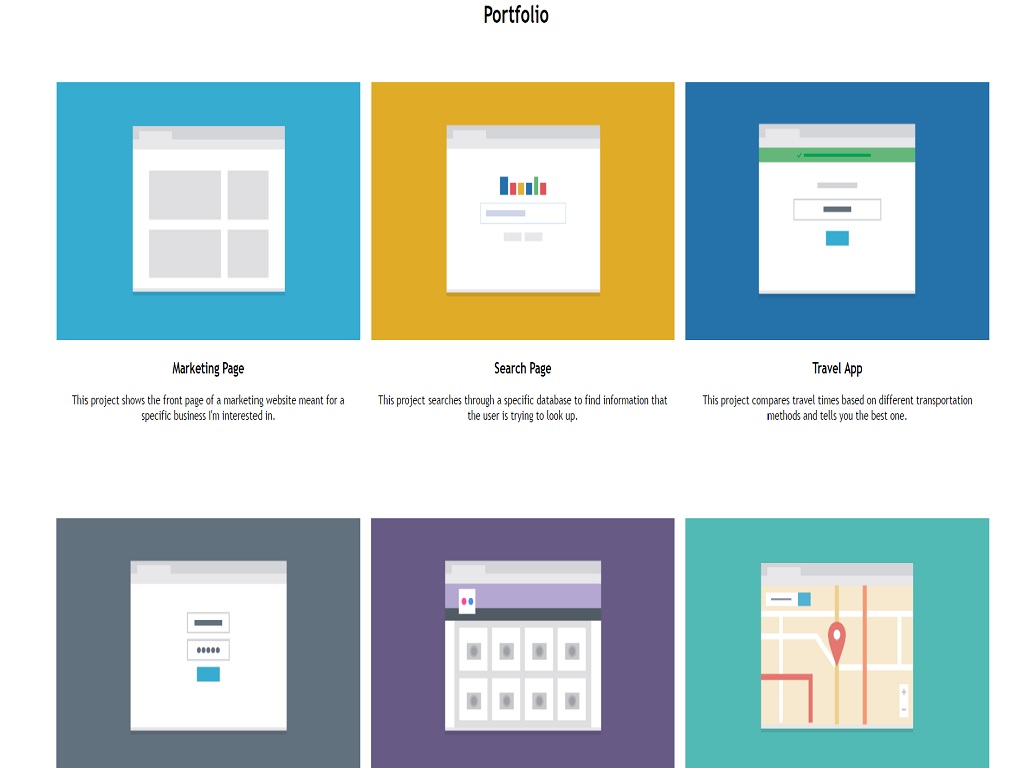 Portfolio
Marketing Page
Search Page
Travel App
This project shows the front page of a marketing website meant for a
specific business I'm interested in.
This project searches through a specific database to find information that
the user is trying to look up.
This project compares travel times based on different transportation
methods and tells you the best one.